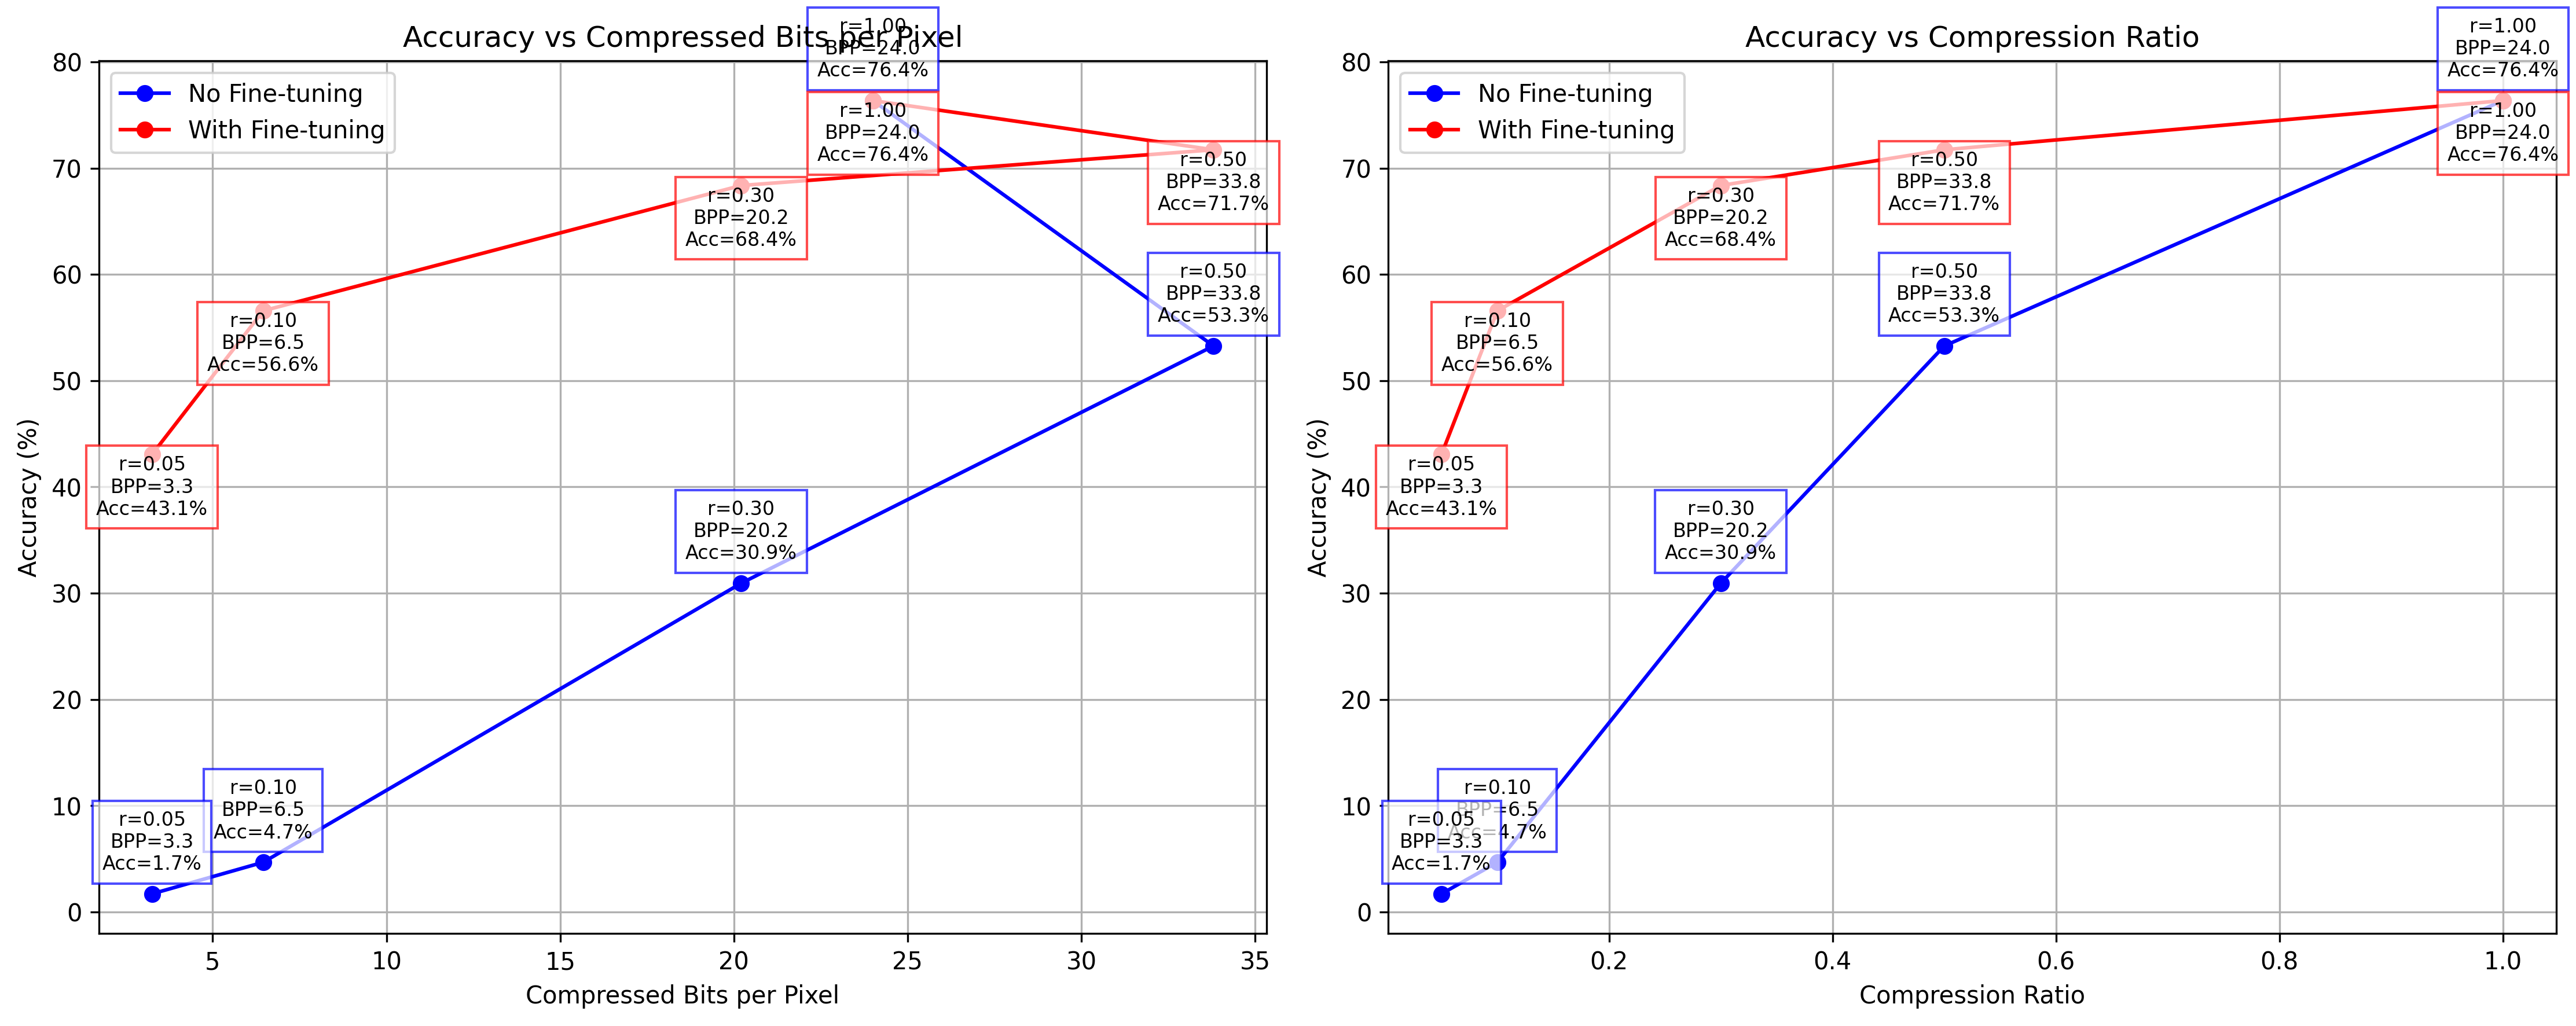 Accuracy vs Compressed Bits per Pixel
r=1.00
BPP=24.0
Acc=76.4%
80
70
60
50
40
30
20
10
0
Accuracy (%)
No Fine-tuning
With Fine-tuning
r=1.00
BPP=24.0
Acc=76.4%
r=0.50
BPP=33.8
Acc=71.7%
r=0.30
BPP=20.2
Acc=68.4%
r=0.50
BPP=33.8
Acc=53.3%
r=0.10
BPP=6.5
Acc=56.6%
r=0.05
BPP=3.3
Acc=43.1%
r=0.30
BPP=20.2
Acc=30.9%
r=0.10
BPP=6.5
Acc=4.7%
r=0.05
BPP=3.3
Acc=1.7%
5 10 15 20 25 30 35
Compressed Bits per Pixel
Accuracy vs Compression Ratio
r=1.00
BPP=24.0
Acc=76.4%
80
70
60
50
40
30
20
10
0
Accuracy (%)
No Fine-tuning
With Fine-tuning
r=1.00
BPP=24.0
Acc=76.4%
r=0.50
BPP=33.8
Acc=71.7%
r=0.30
BPP=20.2
Acc=68.4%
r=0.50
BPP=33.8
Acc=53.3%
r=0.10
BPP=6.5
Acc=56.6%
r=0.05
BPP=3.3
Acc=43.1%
r=0.30
BPP=20.2
Acc=30.9%
r=0.10
BPP=6.5
Acc=4.7%
r=0.05
BPP=3.3
Acc=1.7%
0.2 0.4 0.6 0.8 1.0
Compression Ratio